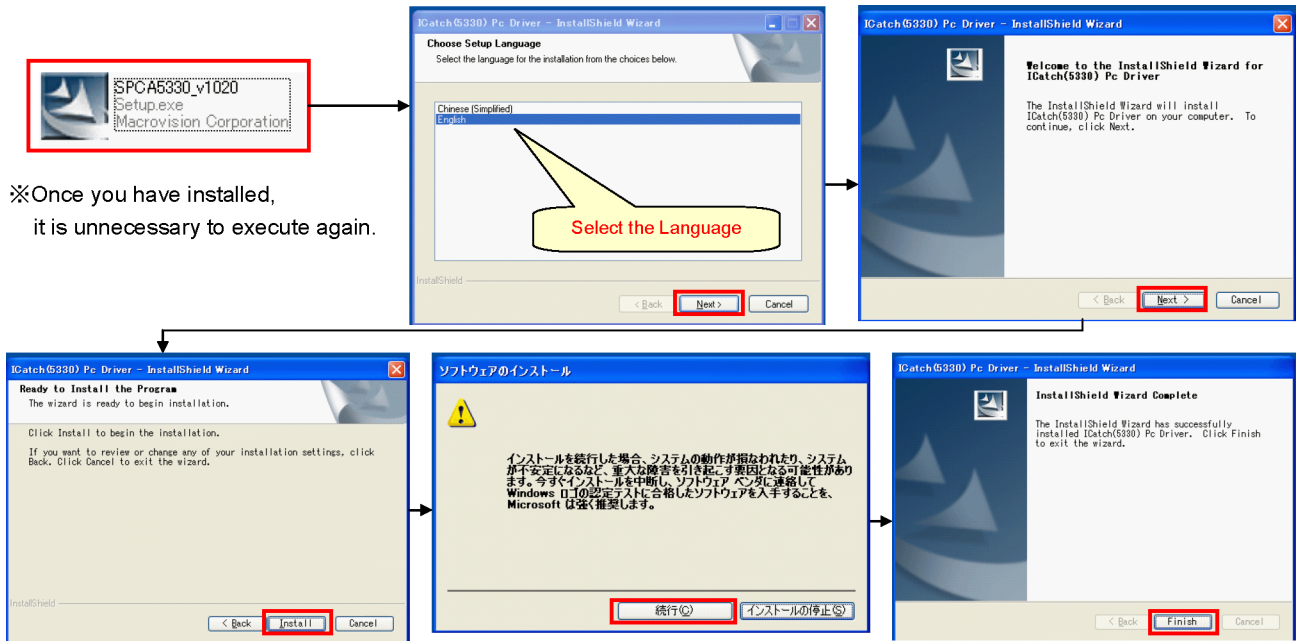 SPCA5330_v1020
Setup.exe
Macrovision Corporation
※Once you have installed,
it is unnecessary to execute again.
ICatch(5330) Pc Driver - InstallShield Wizard
Choose Setup Language
Select the language for the installation from the choices below.
Chinese (Simplified)
English
Select the Language
InstallShield
< Back
Next >
Cancel
ICatch(5330) Pc Driver - InstallShield Wizard
Welcome to the InstallShield Wizard for
ICatch(5330) Pc Driver
The InstallShield Wizard will install
ICatch(5330) Pc Driver on your computer. To
continue, click Next.
< Back
Next >
Cancel
ICatch(5330) Pc Driver - InstallShield Wizard
Ready to Install the Program
The wizard is ready to begin installation.
Click Install to begin the installation.
If you want to review or change any of your installation settings, click
Back. Click Cancel to exit the wizard.
InstallShield
< Back
Install
Cancel
ソフトウェアのインストール
インストールを続行した場合、システムの動作が損なわれたり、システム
が不安定になるなど、重大な障害を引き起こす要因となる可能性があり
ます。今すぐインストールを中断し、ソフトウェア ベンダに連絡して
Windows ロゴの認定テストに合格したソフトウェアを入手することを、
Microsoft は強く推奨します。
続行(C)
インストールの停止(S)
ICatch(5330) Pc Driver - InstallShield Wizard
InstallShield Wizard Complete
The InstallShield Wizard has successfully
installed ICatch(5330) Pc Driver. Click Finish
to exit the wizard.
< Back
Finish
Cancel